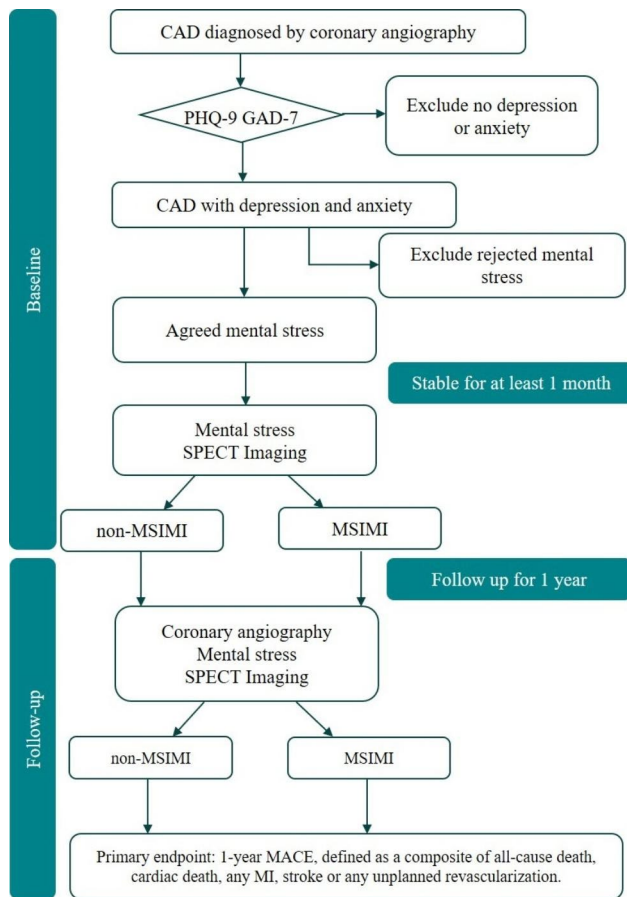 CAD diagnosed by coronary angiography
PHQ-9 GAD-7
Exclude no depression
or anxiety
CAD with depression and anxiety
Exclude rejected mental
stress
Baseline
Agreed mental stress
Stable for at least 1 month
Mental stress
SPECT Imaging
non-MSIMI
MSIMI
Follow up for 1 year
Coronary angiography
Mental stress
SPECT Imaging
Follow-up
non-MSIMI
MSIMI
Primary endpoint: 1-year MACE, defined as a composite of all-cause death,
cardiac death, any MI, stroke or any unplanned revascularization.